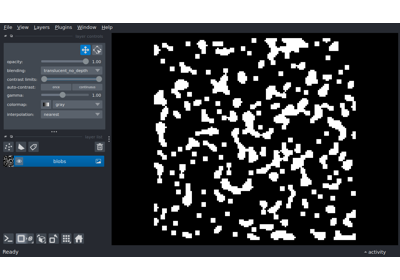 File View Layers Plugins Window Help
opacity: 1.00
blending: translucent_no_depth
contrast limits:
auto-contrast: once continuous
gamma: 1.00
colormap: gray
interpolation: nearest
blobs
Ready
activity